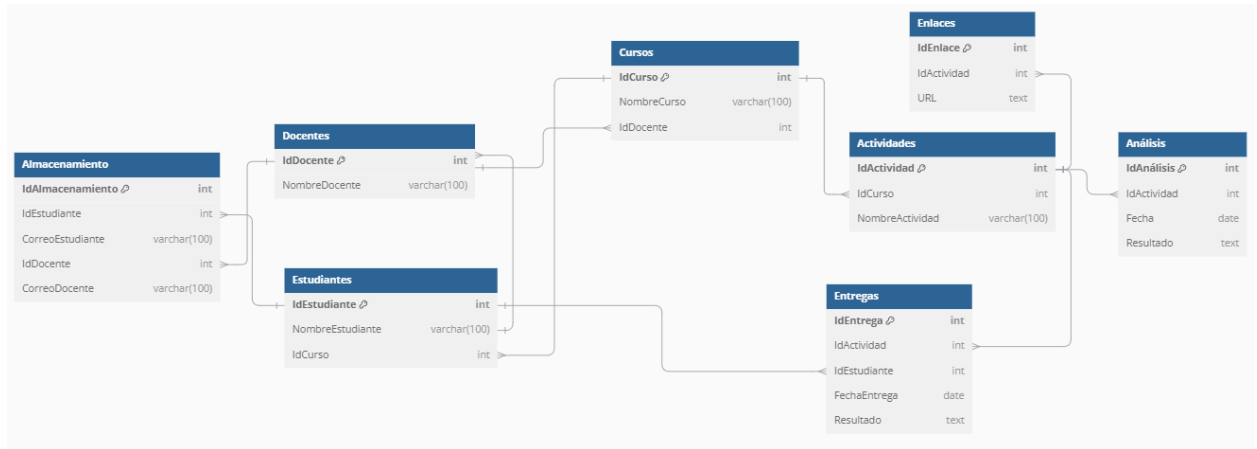 Almacenamiento
IdAlmacenamiento int
IdEstudiante int
CorreoEstudiante varchar(100)
IdDocente int
CorreoDocente varchar(100)
Docentes
IdDocente int
NombreDocente varchar(100)
Estudiantes
IdEstudiante int
NombreEstudiante varchar(100)
IdCurso int
Cursos
IdCurso int
NombreCurso varchar(100)
IdDocente int
Enlaces
IdEnlace int
IdActividad int
URL text
Actividades
IdActividad int
IdCurso int
NombreActividad varchar(100)
Entregas
IdEntrega int
IdActividad int
IdEstudiante int
FechaEntrega date
Resultado text
Análisis
IdAnálisis int
IdActividad int
Fecha date
Resultado text